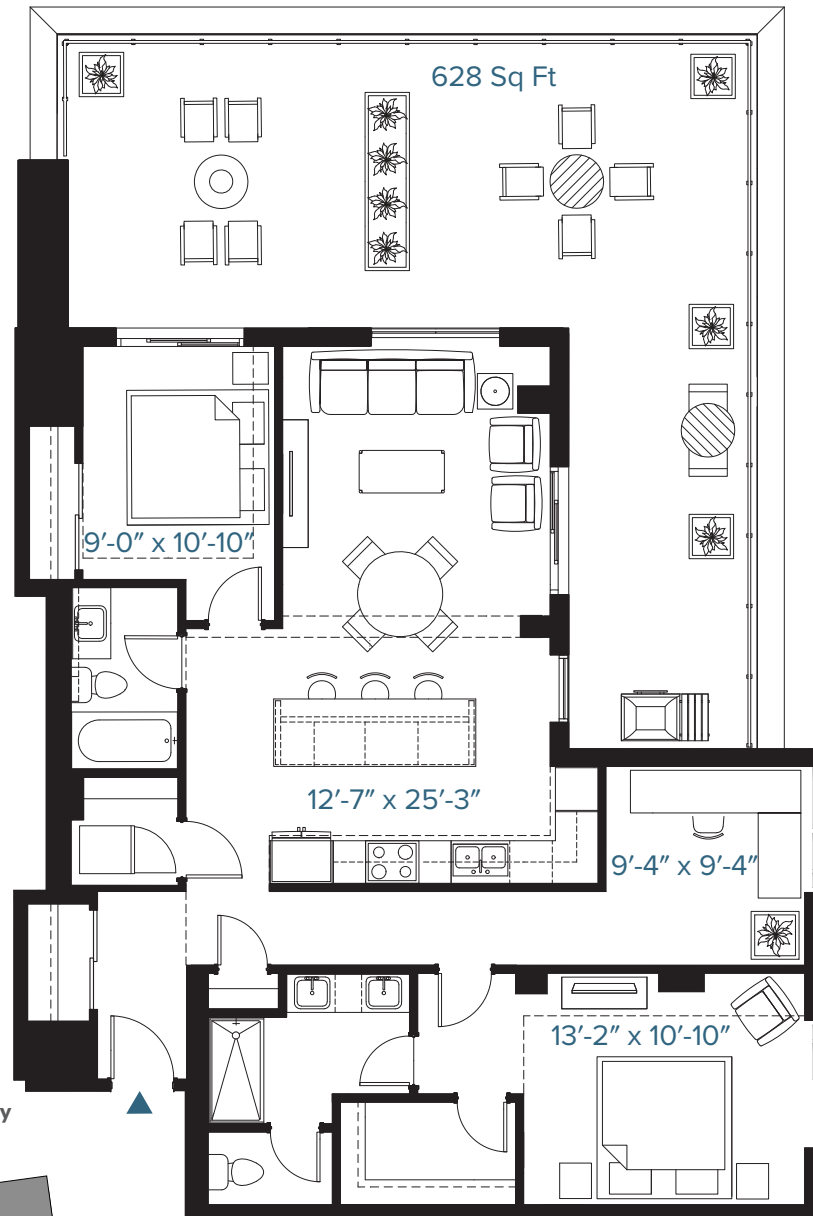 628 Sq Ft
9′-0″ x 10′-10″
12′-7″ x 25′-3″
9′-4″ x 9′-4″
13′-2″ x 10′-10″
y